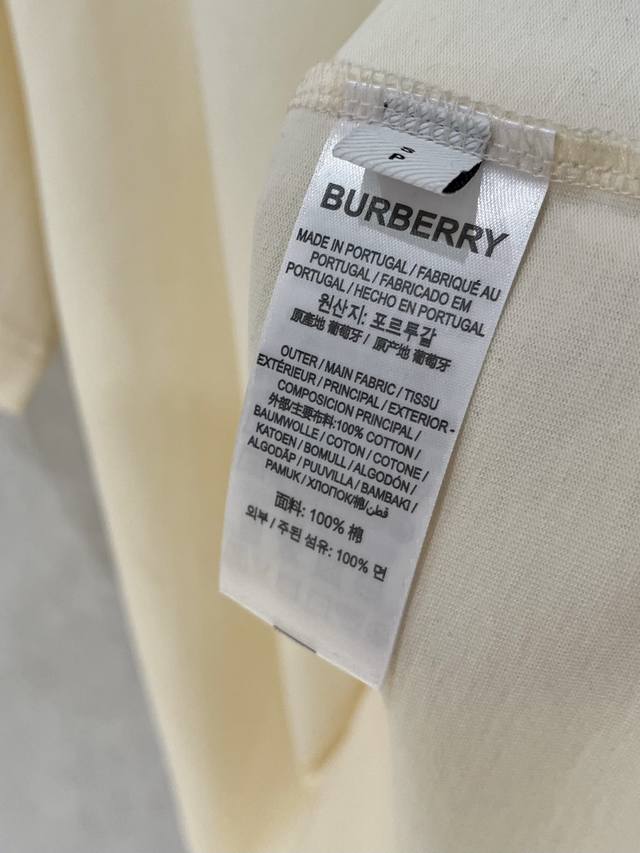 S
P
BURBERRY
MADE IN PORTUGAL / FABRIQUÉ AU
PORTUGAL / FABRICADO EM
PORTUGAL / HECHO EN PORTUGAL
원산지: 포르투갈
原產地 葡萄牙 / 原产地 葡萄牙
OUTER / MAIN FABRIC / TISSU
EXTÉRIEUR / PRINCIPAL / EXTERIOR -
COMPOSICION PRINCIPAL /
外部/主要布料:100% COTTON /
BAUMWOLLE / COTON / COTONE /
KATOEN / BOMULL / ALGODÓN /
ALGODÃP / PUUVILLA / BAMBAKI /
PAMUK / ХЛОПОК/棉/قطن
面料: 100% 棉
외부 / 주된 섬유: 100% 면